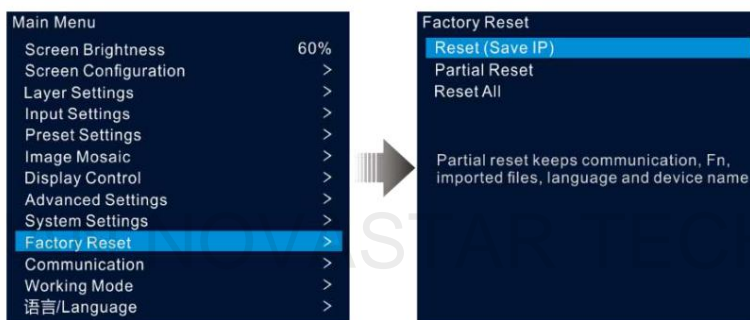 Main Menu
Screen Brightness 60%
Screen Configuration >
Layer Settings >
Input Settings >
Preset Settings >
Image Mosaic >
Display Control >
Advanced Settings >
System Settings >
Factory Reset >
Communication >
Working Mode >
语言/Language >
Factory Reset
Reset (Save IP)
Partial Reset
Reset All
Partial reset keeps communication, Fn,
imported files, language and device name
NOVASTAR TEC